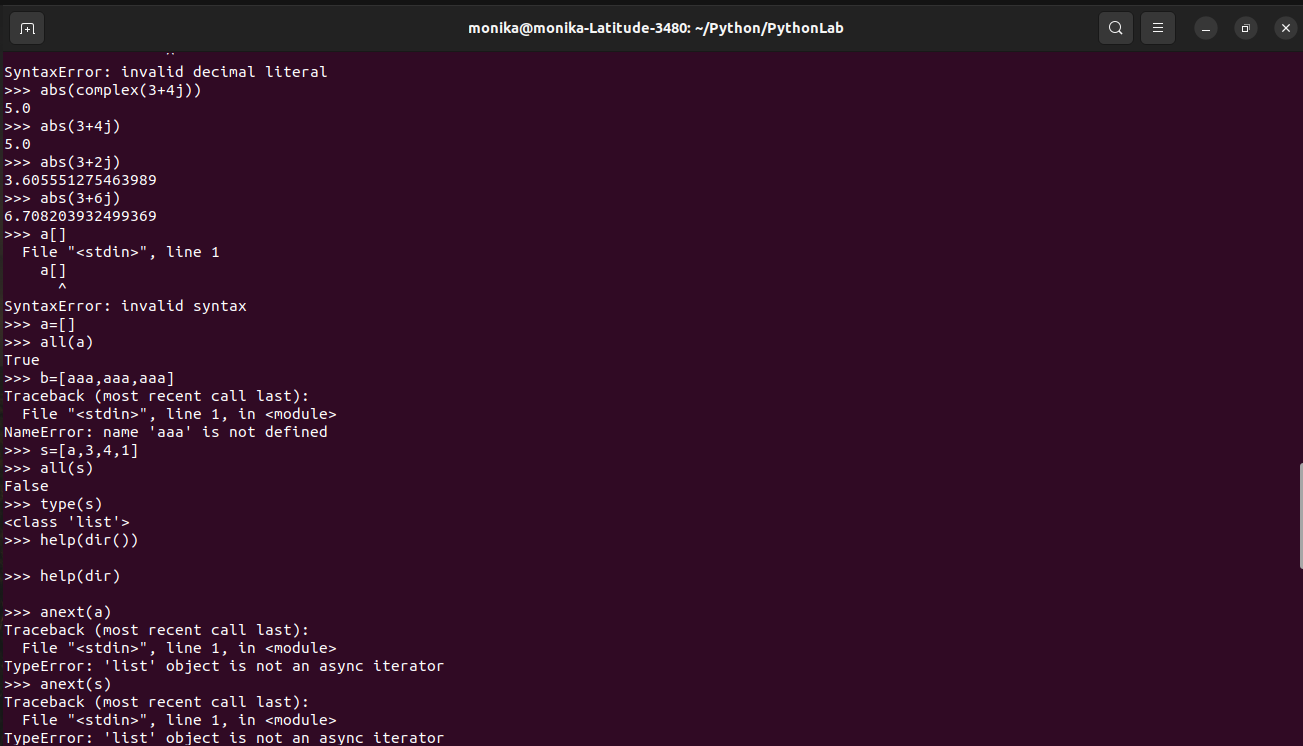 monika@monika-Latitude-3480: ~/Python/PythonLab
^
SyntaxError: invalid decimal literal
>>> abs(complex(3+4j))
5.0
>>> abs(3+4j)
5.0
>>> abs(3+2j)
3.605551275463989
>>> abs(3+6j)
6.708203932499369
>>> a[]
  File "<stdin>", line 1
    a[]
      ^
SyntaxError: invalid syntax
>>> a=[]
>>> all(a)
True
>>> b=[aaa,aaa,aaa]
Traceback (most recent call last):
  File "<stdin>", line 1, in <module>
NameError: name 'aaa' is not defined
>>> s=[a,3,4,1]
>>> all(s)
False
>>> type(s)
<class 'list'>
>>> help(dir())
>>> help(dir)
>>> anext(a)
Traceback (most recent call last):
  File "<stdin>", line 1, in <module>
TypeError: 'list' object is not an async iterator
>>> anext(s)
Traceback (most recent call last):
  File "<stdin>", line 1, in <module>
TypeError: 'list' object is not an async iterator